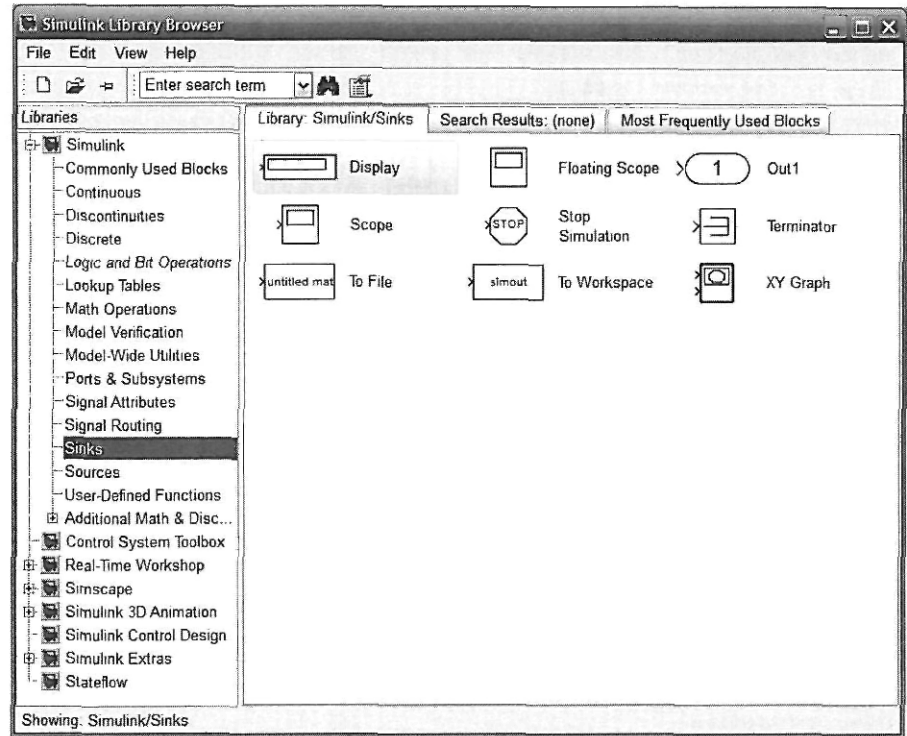 Simulink Library Browser
File Edit View Help
Enter search term
Libraries
Library: Simulink/Sinks
Search Results: (none)
Most Frequently Used Blocks
Simulink
Commonly Used Blocks
Continuous
Discontinuities
Discrete
Logic and Bit Operations
Lookup Tables
Math Operations
Model Verification
Model-Wide Utilities
Ports & Subsystems
Signal Attributes
Signal Routing
Sinks
Sources
User-Defined Functions
Additional Math & Disc...
Control System Toolbox
Real-Time Workshop
Simscape
Simulink 3D Animation
Simulink Control Design
Simulink Extras
Stateflow
Display
Floating Scope
1 Out1
Scope
STOP Stop
Simulation
Terminator
untitled mat To File
simout To Workspace
XY Graph
Showing: Simulink/Sinks